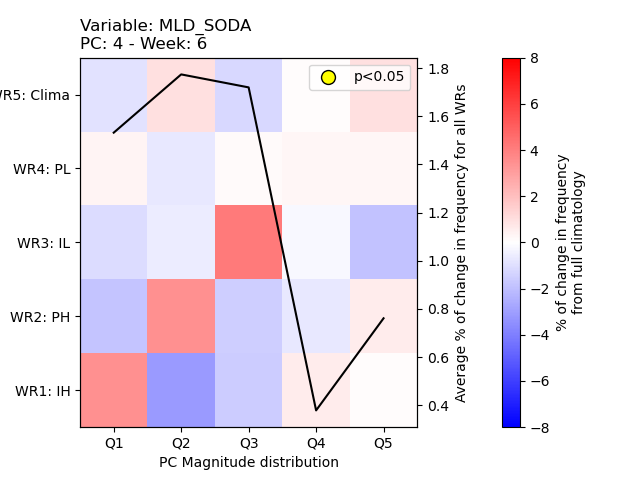 Variable: MLD_SODA
PC: 4 - Week: 6
p<0.05
WR5: Clima
WR4: PL
WR3: IL
WR2: PH
WR1: IH
Q1 Q2 Q3 Q4 Q5
PC Magnitude distribution
1.8
1.6
1.4
1.2
1.0
0.8
0.6
0.4
Average % of change in frequency for all WRs
8
6
4
2
0
−2
−4
−6
−8
% of change in frequency
from full climatology